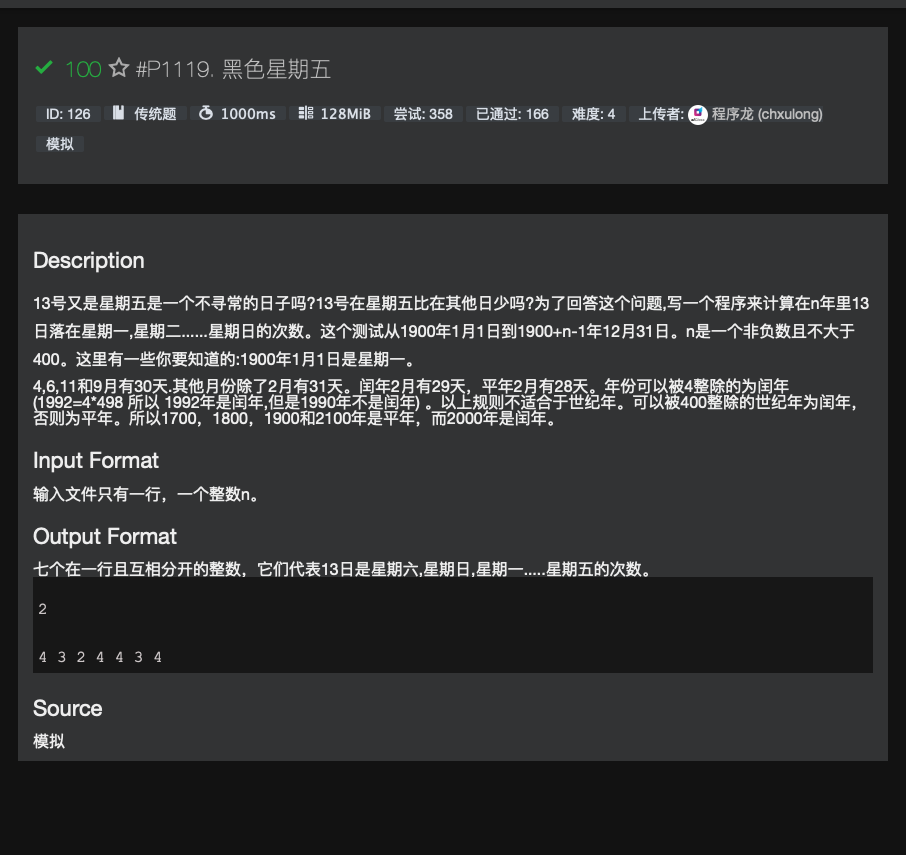 100 #P1119. 黑色星期五
ID: 126 传统题 1000ms 128MiB 尝试: 358 已通过: 166 难度: 4 上传者: 程序龙 (chxulong)
模拟
Description
13号又是星期五是一个不寻常的日子吗?13号在星期五比在其他日少吗?为了回答这个问题,写一个程序来计算在n年里13
日落在星期一,星期二......星期日的次数。这个测试从1900年1月1日到1900+n-1年12月31日。n是一个非负数且不大于
400。这里有一些你要知道的:1900年1月1日是星期一。
4,6,11和9月有30天.其他月份除了2月有31天。闰年2月有29天，平年2月有28天。年份可以被4整除的为闰年
(1992=4*498 所以 1992年是闰年,但是1990年不是闰年) 。以上规则不适合于世纪年。可以被400整除的世纪年为闰年，
否则为平年。所以1700，1800，1900和2100年是平年，而2000年是闰年。
Input Format
输入文件只有一行，一个整数n。
Output Format
七个在一行且互相分开的整数，它们代表13日是星期六,星期日,星期一.....星期五的次数。
2
4 3 2 4 4 3 4
Source
模拟